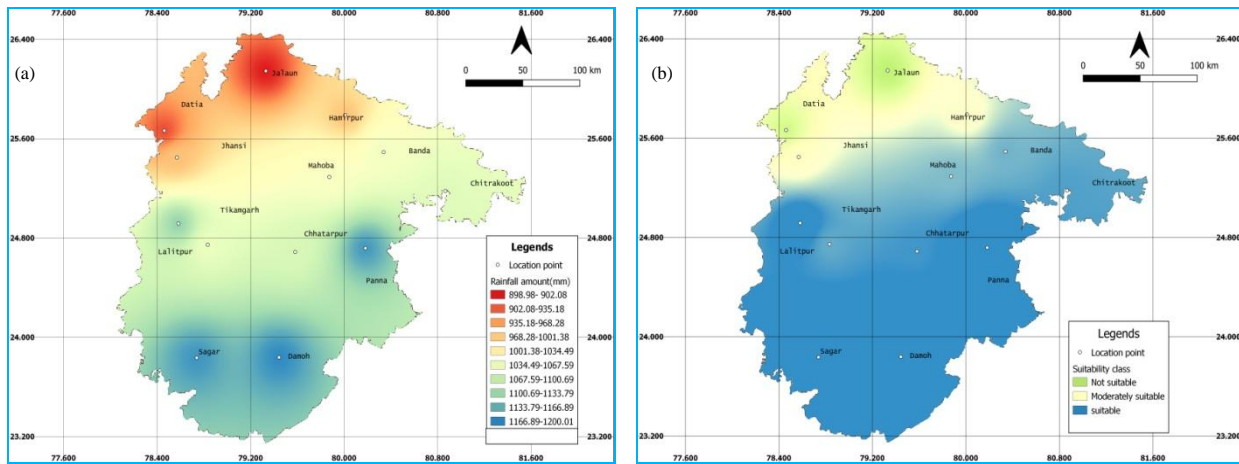 77.600 78.400 79.200 80.000 80.800 81.600
26.400 26.400
(a)
Jalaun
0 50 100 km
Datia
Hamirpur
25.600 25.600
Jhansi
Banda
Mahoba
Chitrakoot
Tikamgarh
Chhatarpur
24.800 24.800
Lalitpur
Panna
24.000 24.000
Sagar
Damoh
23.200 23.200
77.600 78.400 79.200 80.000 80.800 81.600
Legends
Location point
Rainfall amount(mm)
898.98- 902.08
902.08-935.18
935.18-968.28
968.28-1001.38
1001.38-1034.49
1034.49-1067.59
1067.59-1100.69
1100.69-1133.79
1133.79-1166.89
1166.89-1200.01
77.600 78.400 79.200 80.000 80.800 81.600
26.400 26.400
(b)
Jalaun
0 50 100 km
Datia
Hamirpur
25.600 25.600
Jhansi
Banda
Mahoba
Chitrakoot
Tikamgarh
Chhatarpur
24.800 24.800
Lalitpur
Panna
24.000 24.000
Sagar
Damoh
23.200 23.200
77.600 78.400 79.200 80.000 80.800 81.600
Legends
Location point
Suitability class
Not suitable
Moderately suitable
suitable